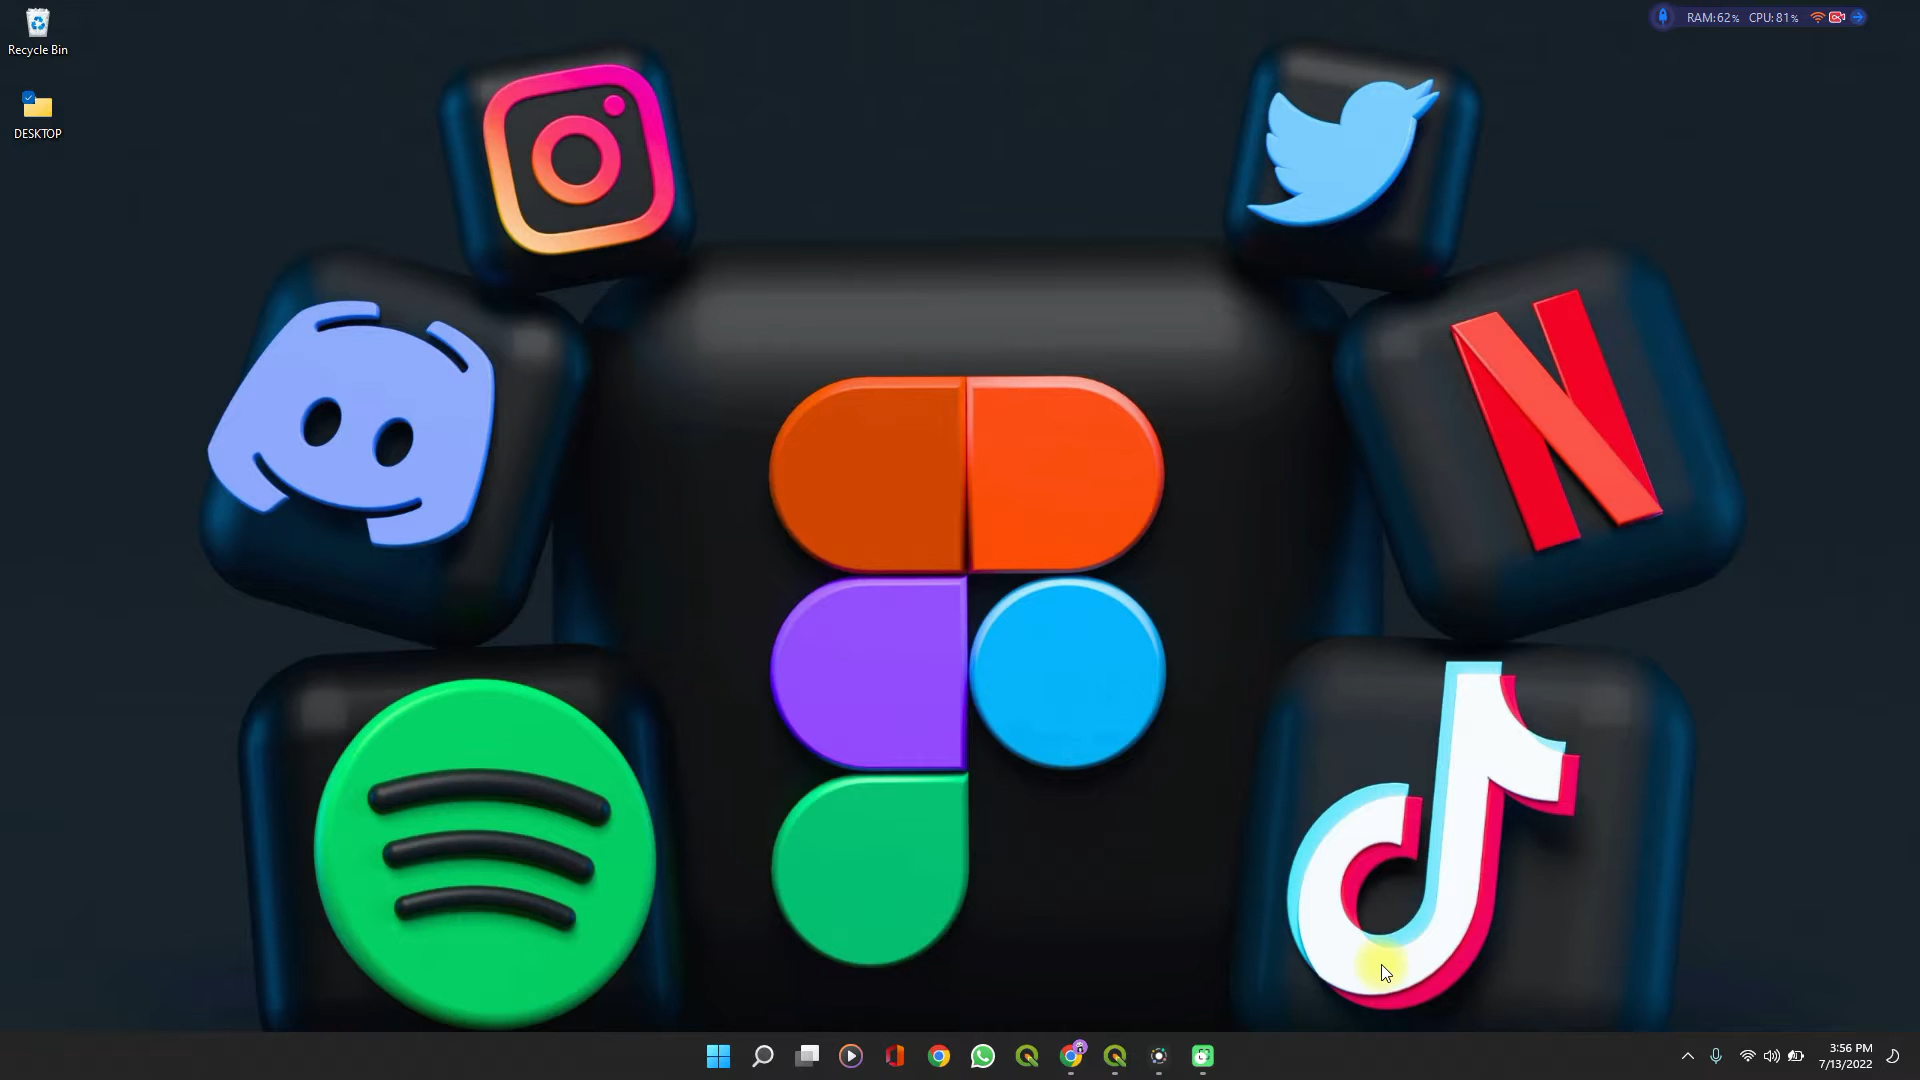 Recycle Bin
DESKTOP
RAM:62% CPU:81%
3:56 PM
7/13/2022